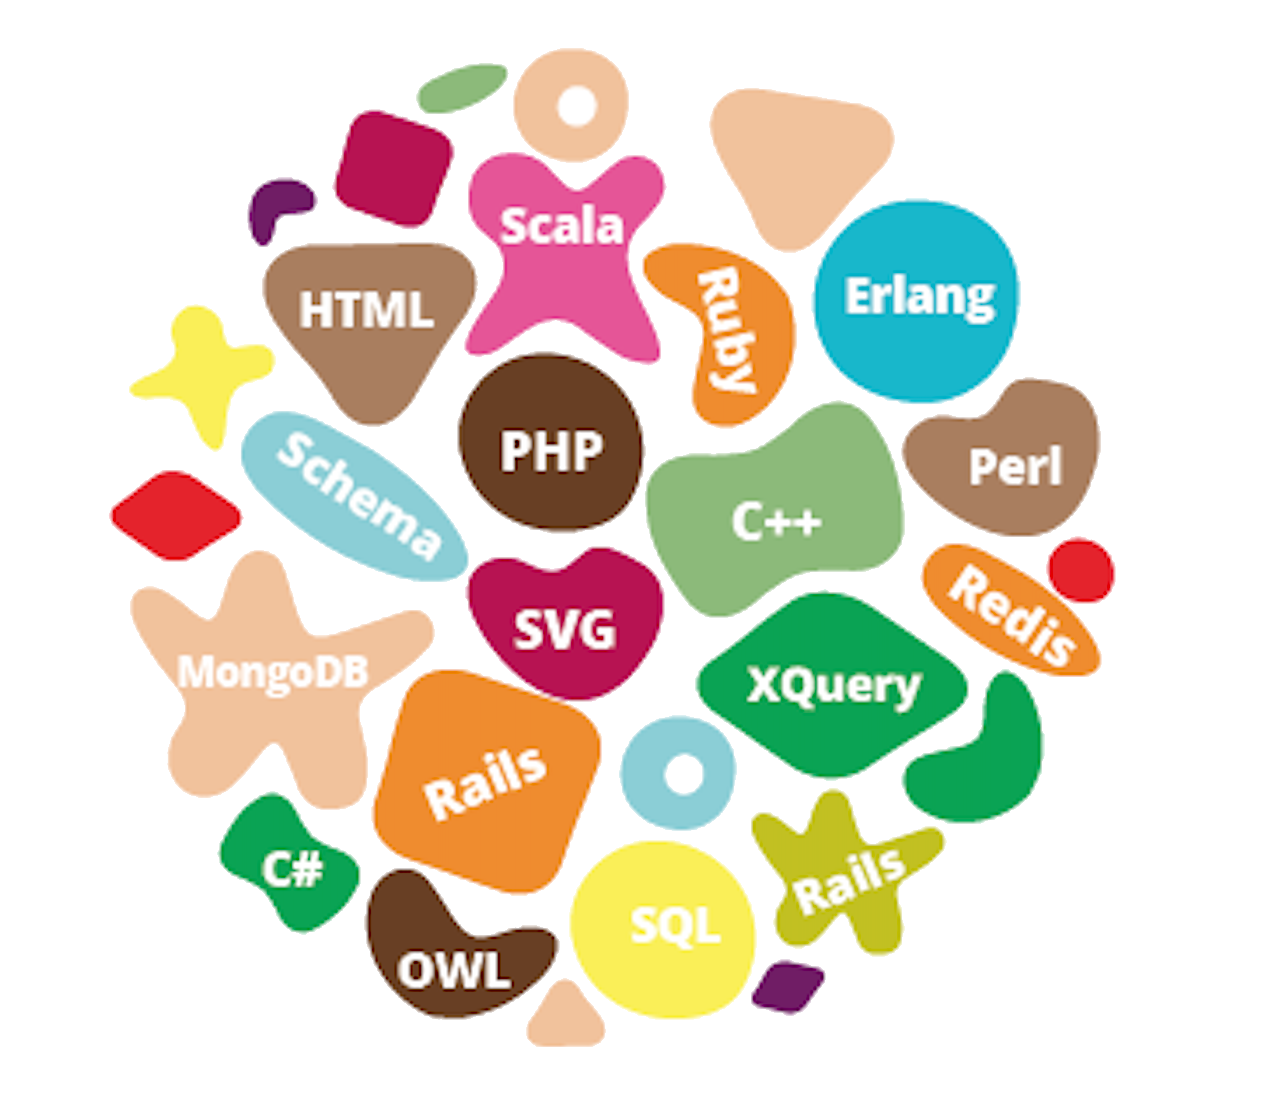 Scala
HTML
Ruby
Erlang
PHP
Perl
Schema
C++
SVG
Redis
MongoDB
XQuery
Rails
C#
Rails
SQL
OWL